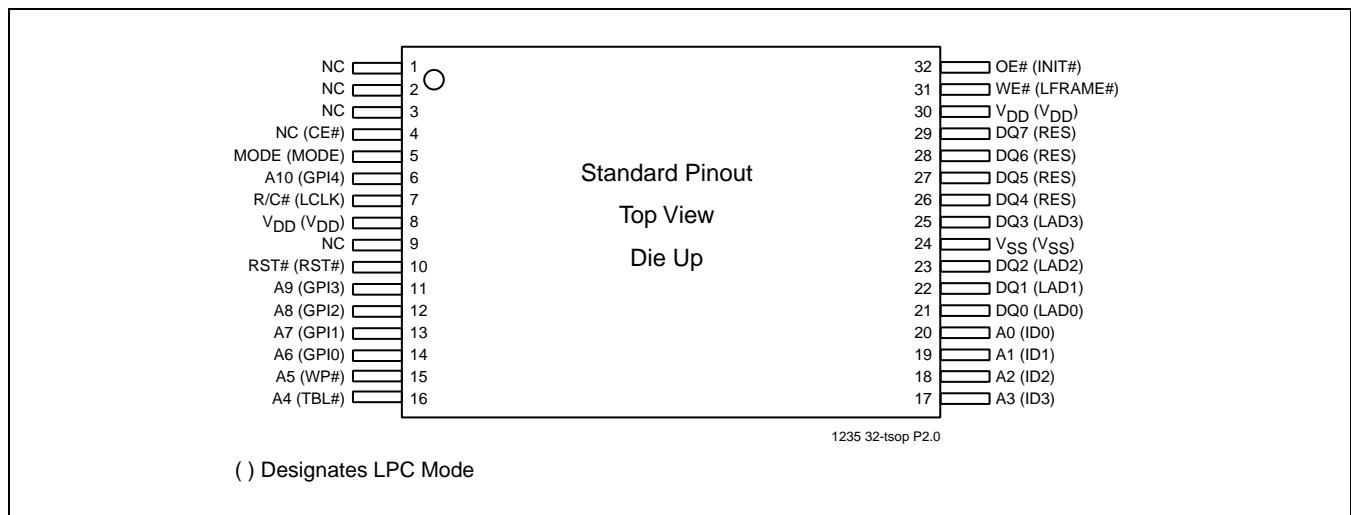 NC 1
NC 2
NC 3
NC (CE#) 4
MODE (MODE) 5
A10 (GPI4) 6
R/C# (LCLK) 7
VDD (VDD) 8
NC 9
RST# (RST#) 10
A9 (GPI3) 11
A8 (GPI2) 12
A7 (GPI1) 13
A6 (GPI0) 14
A5 (WP#) 15
A4 (TBL#) 16
Standard Pinout
Top View
Die Up
32 OE# (INIT#)
31 WE# (LFRAME#)
30 VDD (VDD)
29 DQ7 (RES)
28 DQ6 (RES)
27 DQ5 (RES)
26 DQ4 (RES)
25 DQ3 (LAD3)
24 VSS (VSS)
23 DQ2 (LAD2)
22 DQ1 (LAD1)
21 DQ0 (LAD0)
20 A0 (ID0)
19 A1 (ID1)
18 A2 (ID2)
17 A3 (ID3)
1235 32-tsop P2.0
( ) Designates LPC Mode